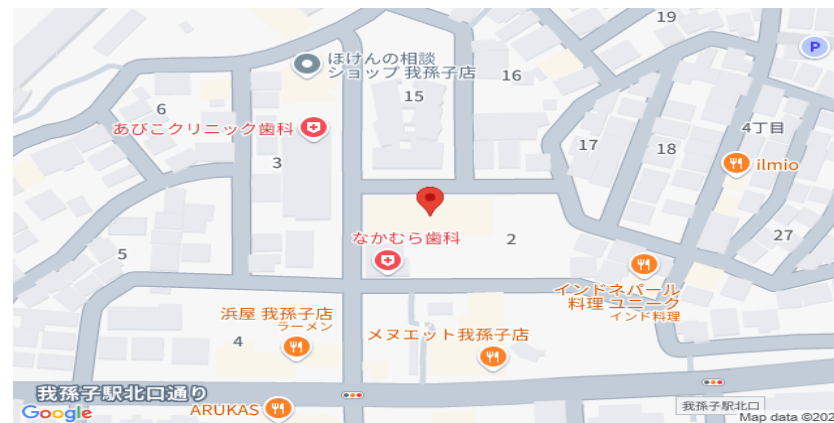 19
P
ほけんの相談
ショップ 我孫子店
16
15
6
あびこクリニック歯科
4丁目
17
18
3
ilmio
なかむら歯科
2
27
5
インドネパール
料理 ユニーク
インド料理
浜屋 我孫子店
ラーメン
4
メヌエット我孫子店
我孫子駅北口通り
Google
ARUKAS
我孫子駅北口
Map data ©202